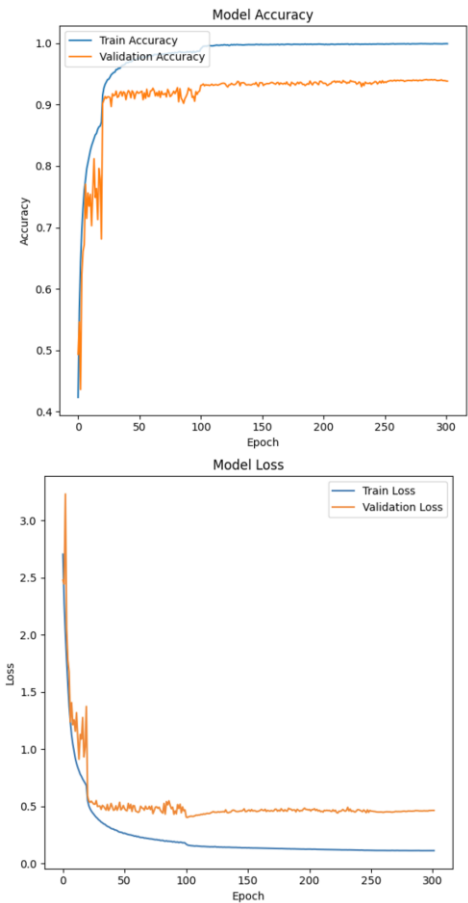 Model Accuracy
Train Accuracy
Validation Accuracy
1.0
0.9
0.8
0.7
0.6
0.5
0.4
Accuracy
0 50 100 150 200 250 300
Epoch
Model Loss
Train Loss
Validation Loss
3.0
2.5
2.0
1.5
1.0
0.5
0.0
Loss
0 50 100 150 200 250 300
Epoch